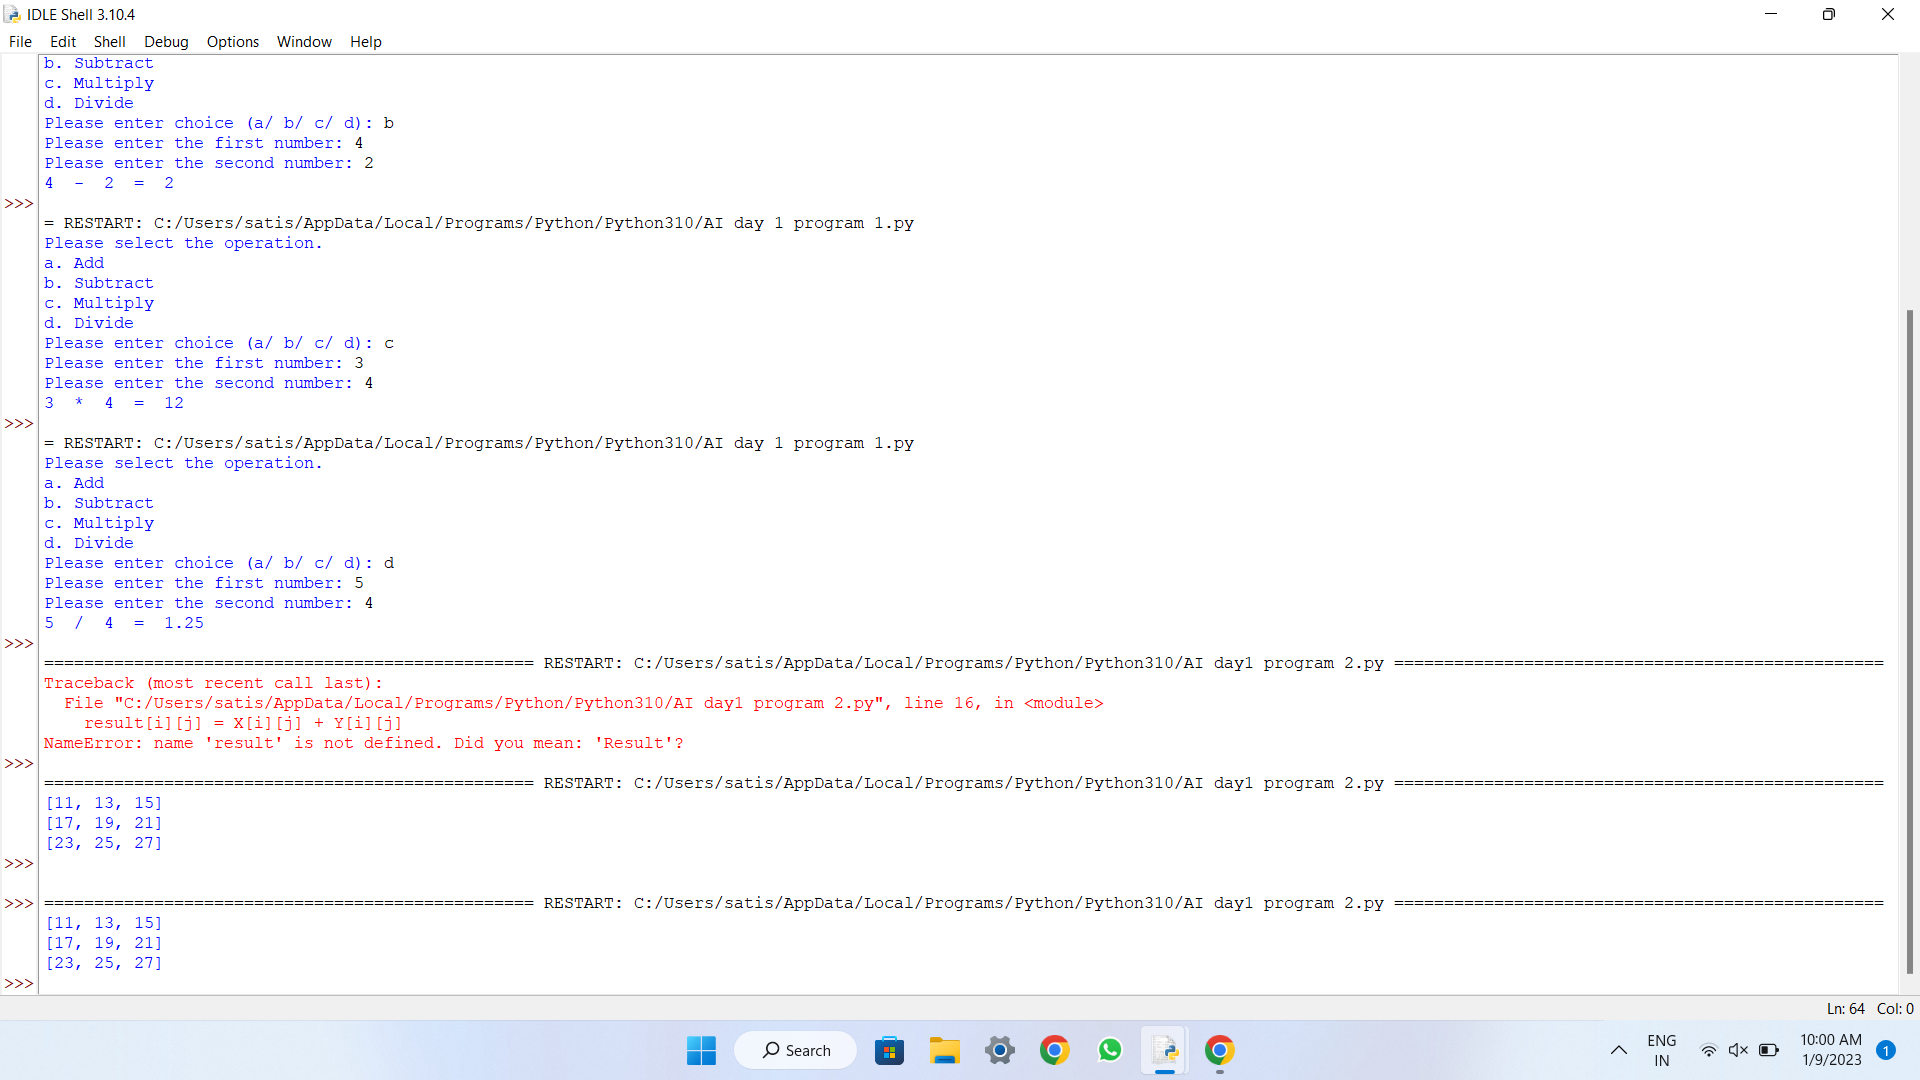 IDLE Shell 3.10.4
File Edit Shell Debug Options Window Help
b. Subtract
c. Multiply
d. Divide
Please enter choice (a/ b/ c/ d): b
Please enter the first number: 4
Please enter the second number: 2
4  -  2  =  2
>>>
= RESTART: C:/Users/satis/AppData/Local/Programs/Python/Python310/AI day 1 program 1.py
Please select the operation.
a. Add
b. Subtract
c. Multiply
d. Divide
Please enter choice (a/ b/ c/ d): c
Please enter the first number: 3
Please enter the second number: 4
3  *  4  =  12
>>>
= RESTART: C:/Users/satis/AppData/Local/Programs/Python/Python310/AI day 1 program 1.py
Please select the operation.
a. Add
b. Subtract
c. Multiply
d. Divide
Please enter choice (a/ b/ c/ d): d
Please enter the first number: 5
Please enter the second number: 4
5  /  4  =  1.25
>>>
================================================= RESTART: C:/Users/satis/AppData/Local/Programs/Python/Python310/AI day1 program 2.py =================================================
Traceback (most recent call last):
  File "C:/Users/satis/AppData/Local/Programs/Python/Python310/AI day1 program 2.py", line 16, in <module>
    result[i][j] = X[i][j] + Y[i][j]
NameError: name 'result' is not defined. Did you mean: 'Result'?
>>>
================================================= RESTART: C:/Users/satis/AppData/Local/Programs/Python/Python310/AI day1 program 2.py =================================================
[11, 13, 15]
[17, 19, 21]
[23, 25, 27]
>>>
>>> ================================================= RESTART: C:/Users/satis/AppData/Local/Programs/Python/Python310/AI day1 program 2.py =================================================
[11, 13, 15]
[17, 19, 21]
[23, 25, 27]
>>>
Ln: 64 Col: 0
Search
ENG
IN
10:00 AM
1/9/2023
1